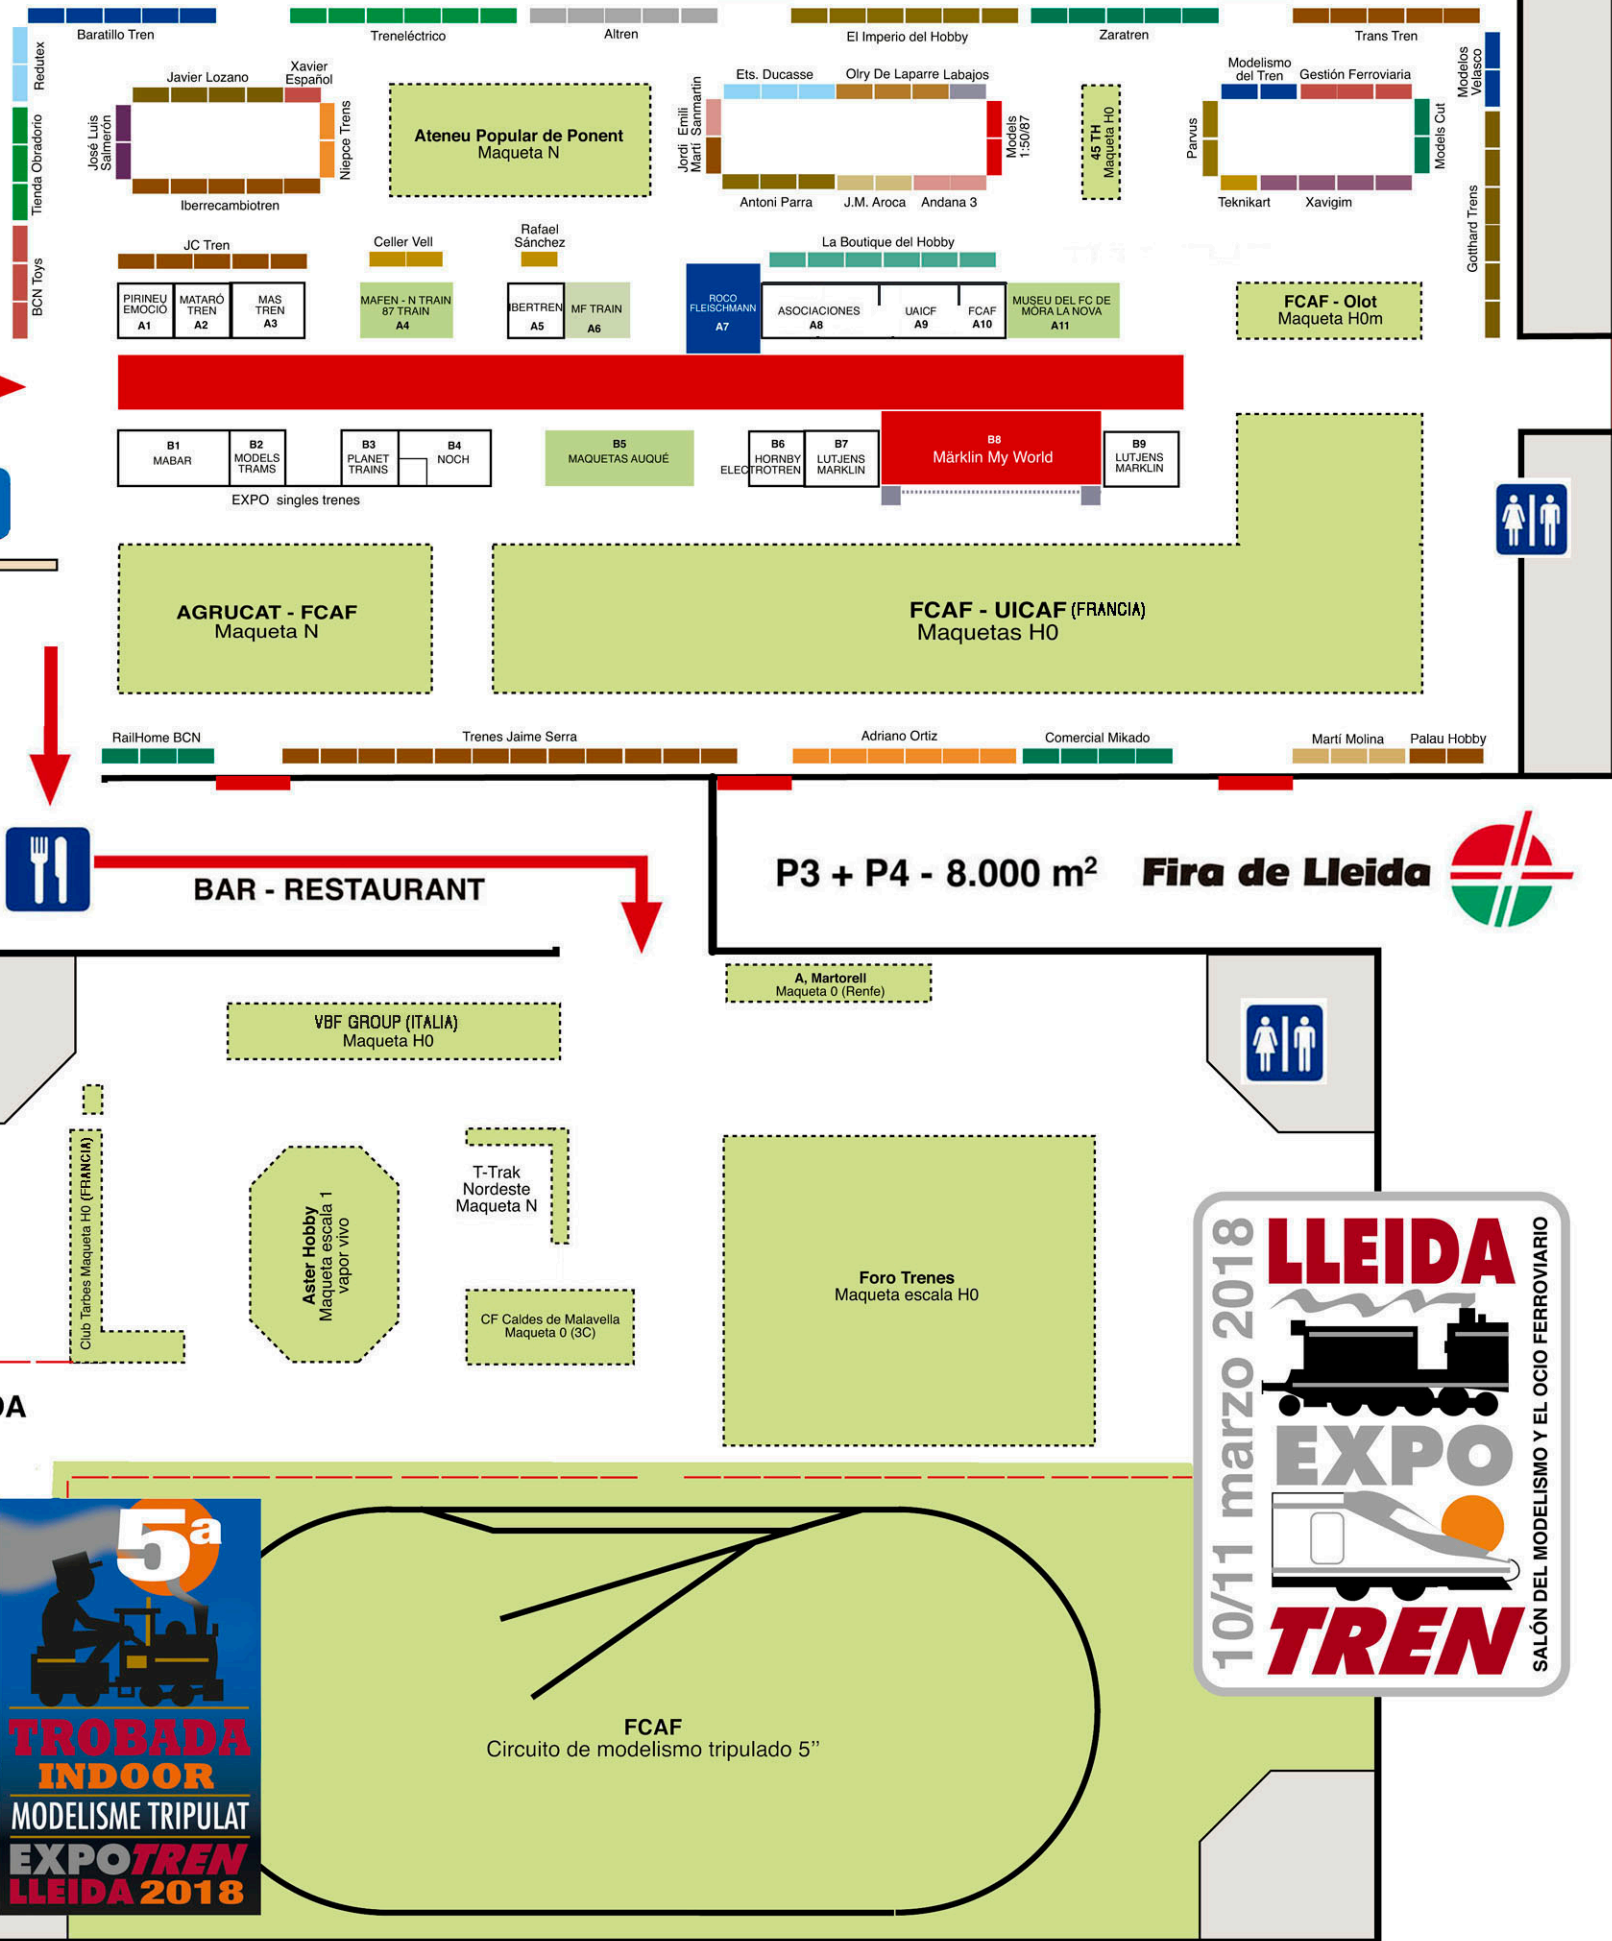 Baratillo Tren
Treneléctrico
Altren
El Imperio del Hobby
Zaratren
Trans Tren
Redutex
Tienda Obradorio
BCN Toys
Javier Lozano
Xavier
Español
José Luis
Salmerón
Niepce Trens
Iberrecambiotren
Ateneu Popular de Ponent
Maqueta N
Jordi Emili
Martí Sanmartin
Ets. Ducasse
Olry De Laparre
Labajos
Models
1:50/87
Antoni Parra
J.M. Aroca
Andana 3
45 TH
Maqueta H0
Modelismo
del Tren
Gestión Ferroviaria
Parvus
Models Cut
Teknikart
Xavigim
Modelos
Velasco
Gotthard Trens
JC Tren
Celler Vell
Rafael
Sánchez
La Boutique del Hobby
PIRINEU
EMOCIÓ
A1
MATARÓ
TREN
A2
MAS
TREN
A3
MAFEN - N TRAIN
87 TRAIN
A4
IBERTREN
A5
MF TRAIN
A6
ROCO
FLEISCHMANN
A7
ASOCIACIONES
A8
UAICF
A9
FCAF
A10
MUSEU DEL FC DE
MÓRA LA NOVA
A11
FCAF - Olot
Maqueta H0m
B1
MABAR
B2
MODELS
TRAMS
B3
PLANET
TRAINS
B4
NOCH
EXPO singles trenes
B5
MAQUETAS AUQUÉ
B6
HORNBY
ELECTROTREN
B7
LUTJENS
MARKLIN
B8
Märklin My World
B9
LUTJENS
MARKLIN
AGRUCAT - FCAF
Maqueta N
FCAF - UICAF (FRANCIA)
Maquetas H0
RailHome BCN
Trenes Jaime Serra
Adriano Ortiz
Comercial Mikado
Martí Molina
Palau Hobby
BAR - RESTAURANT
P3 + P4 - 8.000 m²
Fira de Lleida
A, Martorell
Maqueta 0 (Renfe)
VBF GROUP (ITALIA)
Maqueta H0
Club Tarbes Maqueta H0 (FRANCIA)
Aster Hobby
Maqueta escala 1
vapor vivo
T-Trak
Nordeste
Maqueta N
CF Caldes de Malavella
Maqueta 0 (3C)
Foro Trenes
Maqueta escala H0
DA
10/11 marzo 2018
LLEIDA
EXPO
TREN
SALÓN DEL MODELISMO Y EL OCIO FERROVIARIO
5a
TROBADA
INDOOR
MODELISME TRIPULAT
EXPOTREN
LLEIDA 2018
FCAF
Circuito de modelismo tripulado 5’’